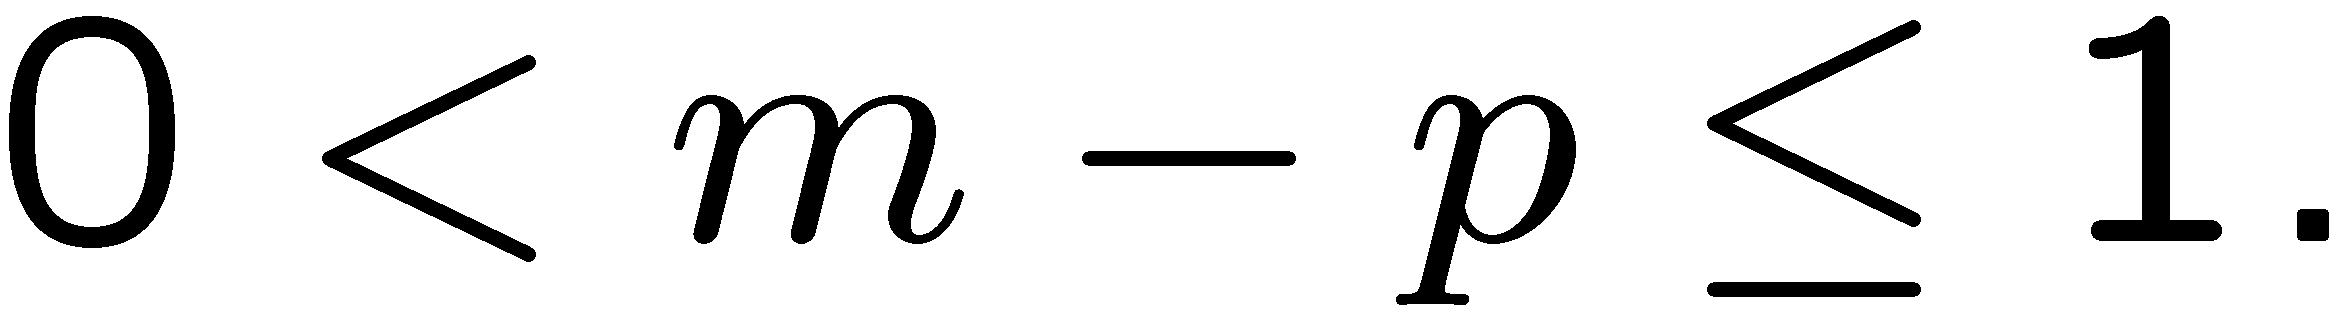 0 < m − p ≤ 1.